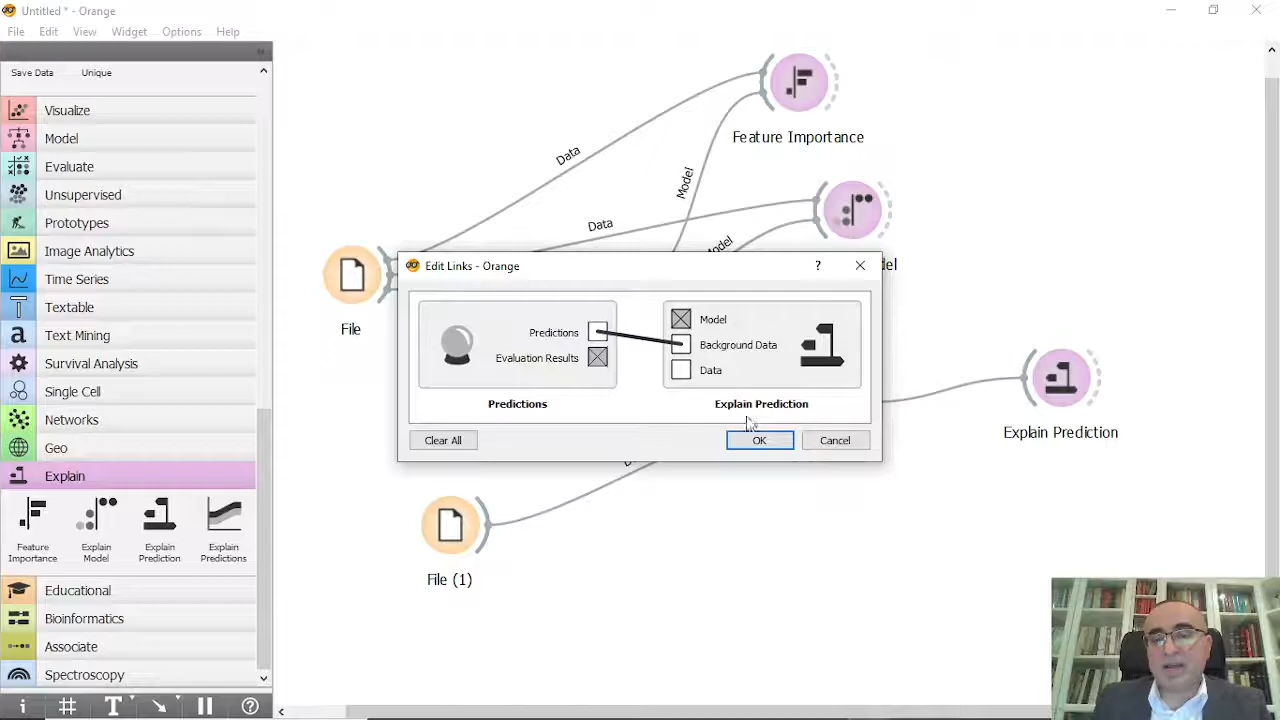 Untitled * - Orange
File Edit View Widget Options Help
Save Data Unique
Visualize
Model
Evaluate
Unsupervised
Prototypes
Image Analytics
Time Series
Textable
Text Mining
Survival Analysis
Single Cell
Networks
Geo
Explain
Feature Importance
Explain Model
Explain Prediction
Explain Predictions
Educational
Bioinformatics
Associate
Spectroscopy
Feature Importance
Data
Model
Data
File
File (1)
Explain Prediction
Edit Links - Orange
Predictions
Evaluation Results
Predictions
Model
Background Data
Data
Explain Prediction
Clear All
OK
Cancel